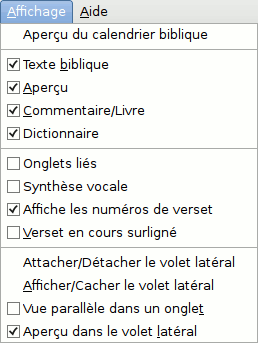 Affichage Aide
Aperçu du calendrier biblique
Texte biblique
Aperçu
Commentaire/Livre
Dictionnaire
Onglets liés
Synthèse vocale
Affiche les numéros de verset
Verset en cours surligné
Attacher/Détacher le volet latéral
Afficher/Cacher le volet latéral
Vue parallèle dans un onglet
Aperçu dans le volet latéral